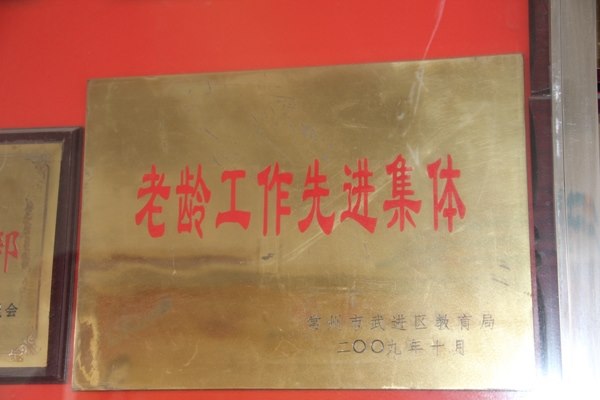 老龄工作先进集体
常州市武进区教育局
二〇〇九年十月
会